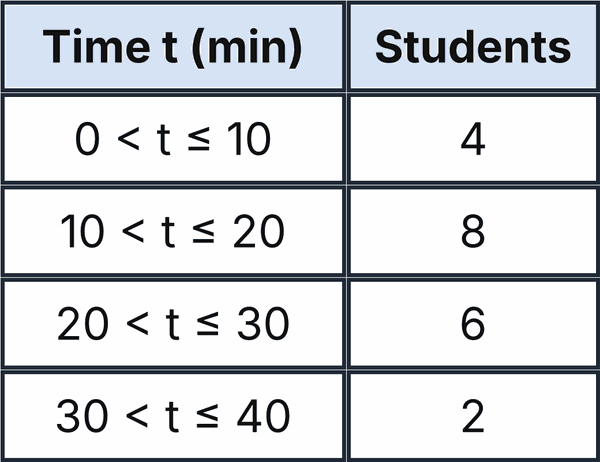 Time t (min) Students
0 < t ≤ 10 4
10 < t ≤ 20 8
20 < t ≤ 30 6
30 < t ≤ 40 2